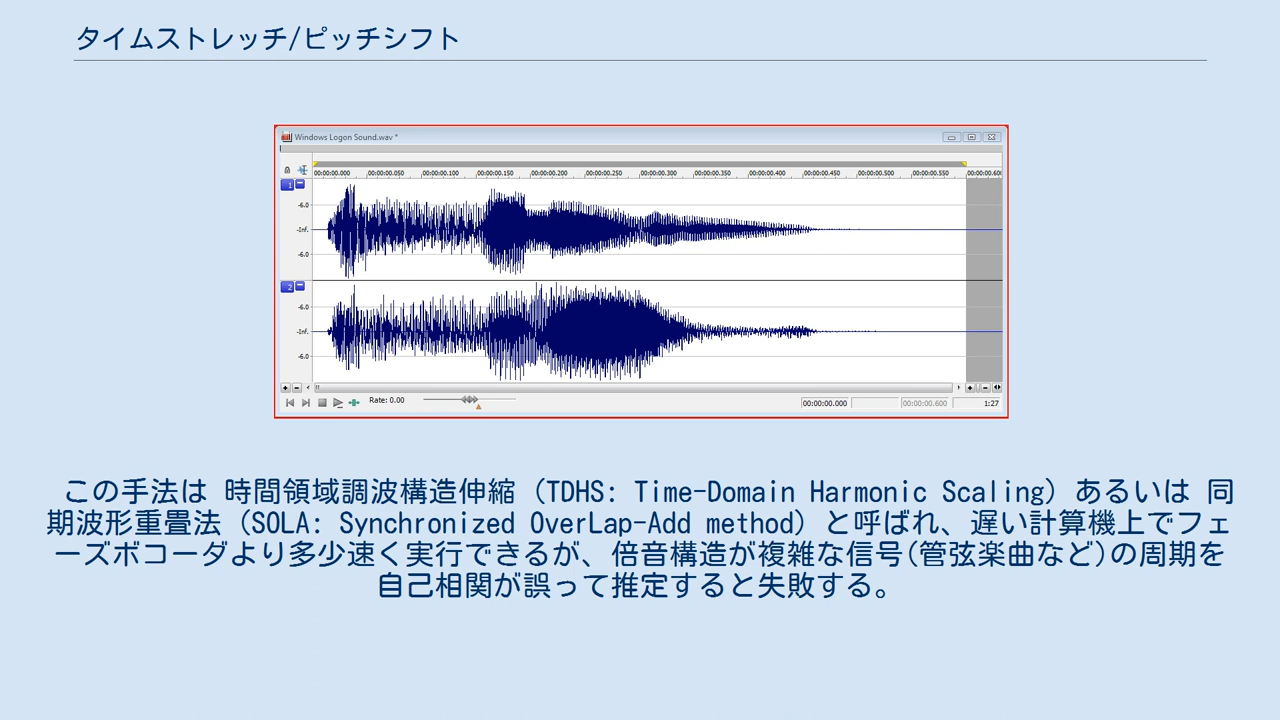 タイムストレッチ/ピッチシフト
Windows Logon Sound.wav *
00:00:00.000 00:00:00.050 00:00:00.100 00:00:00.150 00:00:00.200 00:00:00.250 00:00:00.300 00:00:00.350 00:00:00.400 00:00:00.450 00:00:00.500 00:00:00.550 00:00:00.600
1
-6.0
-Inf.
-6.0
2
-6.0
-Inf.
-6.0
Rate: 0.00
00:00:00.000 00:00:00.600 1:27
この手法は 時間領域調波構造伸縮 (TDHS: Time-Domain Harmonic Scaling) あるいは 同
期波形重畳法 (SOLA: Synchronized OverLap-Add method) と呼ばれ、遅い計算機上でフェ
ーズボコーダより多少速く実行できるが、倍音構造が複雑な信号(管弦楽曲など)の周期を
自己相関が誤って推定すると失敗する。